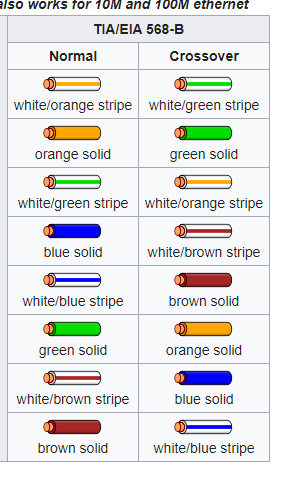 also works for 10M and 100M ethernet
TIA/EIA 568-B
Normal Crossover
white/orange stripe white/green stripe
orange solid green solid
white/green stripe white/orange stripe
blue solid white/brown stripe
white/blue stripe brown solid
green solid orange solid
white/brown stripe blue solid
brown solid white/blue stripe